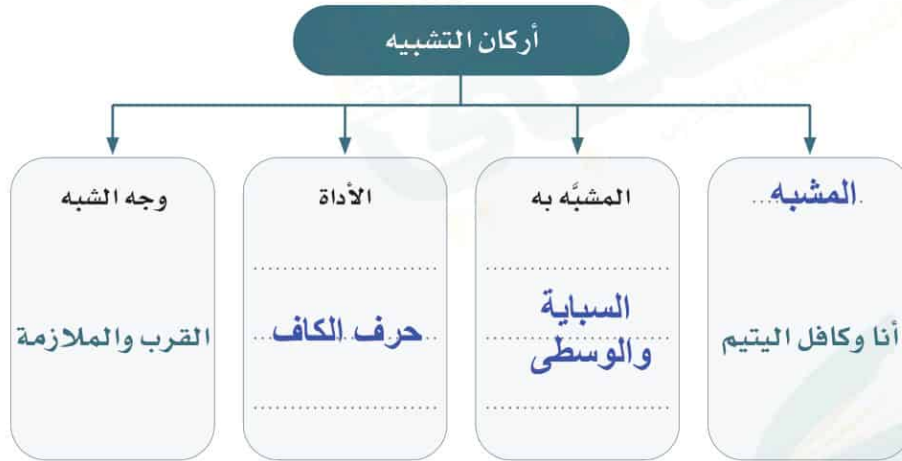 أركان التشبيه
المشبه
أنا وكافل اليتيم
المشبَّه به
السباية
والوسطى
الأداة
حرف الكاف
وجه الشبه
القرب والملازمة